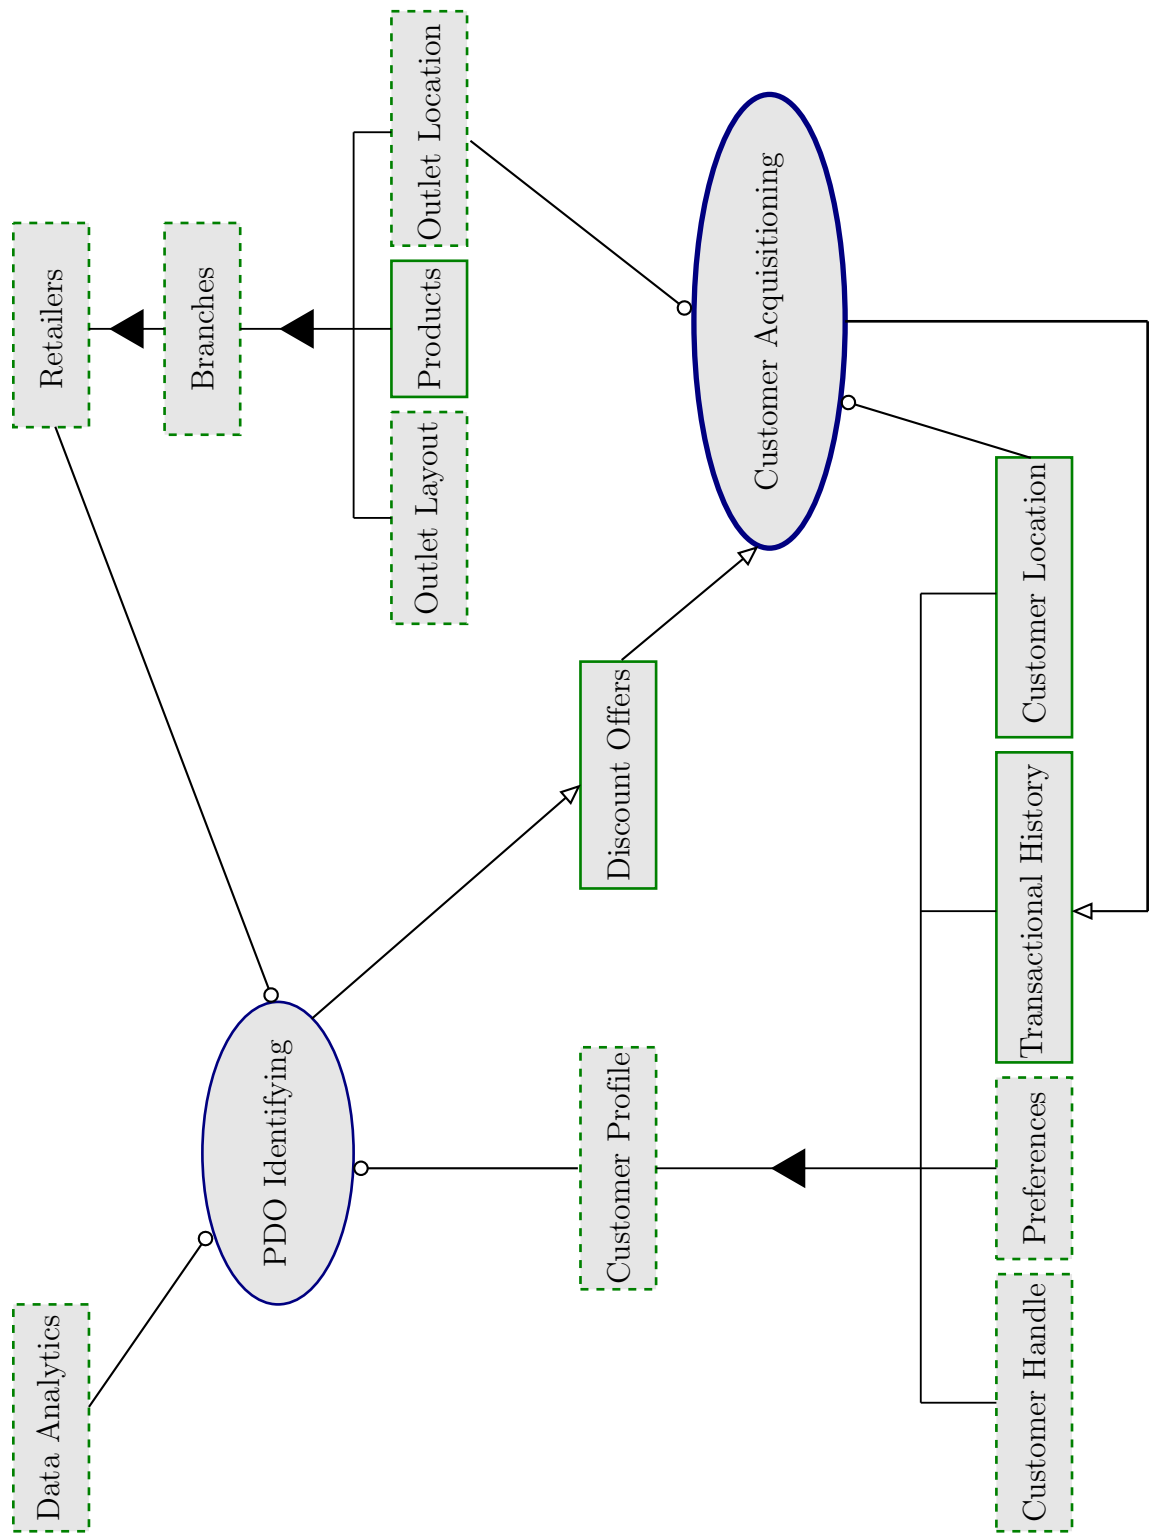 Data Analytics
Retailers
PDO Identifying
Branches
Outlet Layout
Products
Outlet Location
Customer Profile
Discount Offers
Customer Acquisitioning
Customer Handle
Preferences
Transactional History
Customer Location